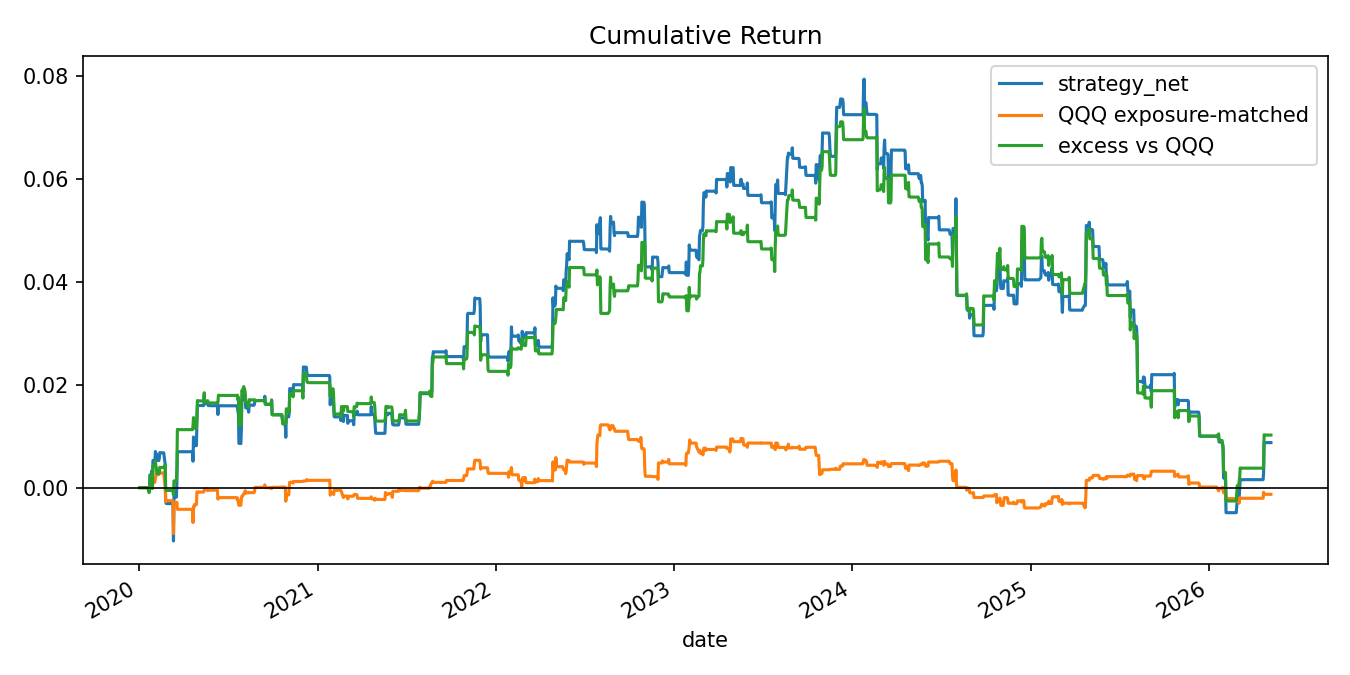 Cumulative Return
strategy_net
QQQ exposure-matched
excess vs QQQ
0.08
0.06
0.04
0.02
0.00
2020
2021
2022
2023
2024
2025
2026
date